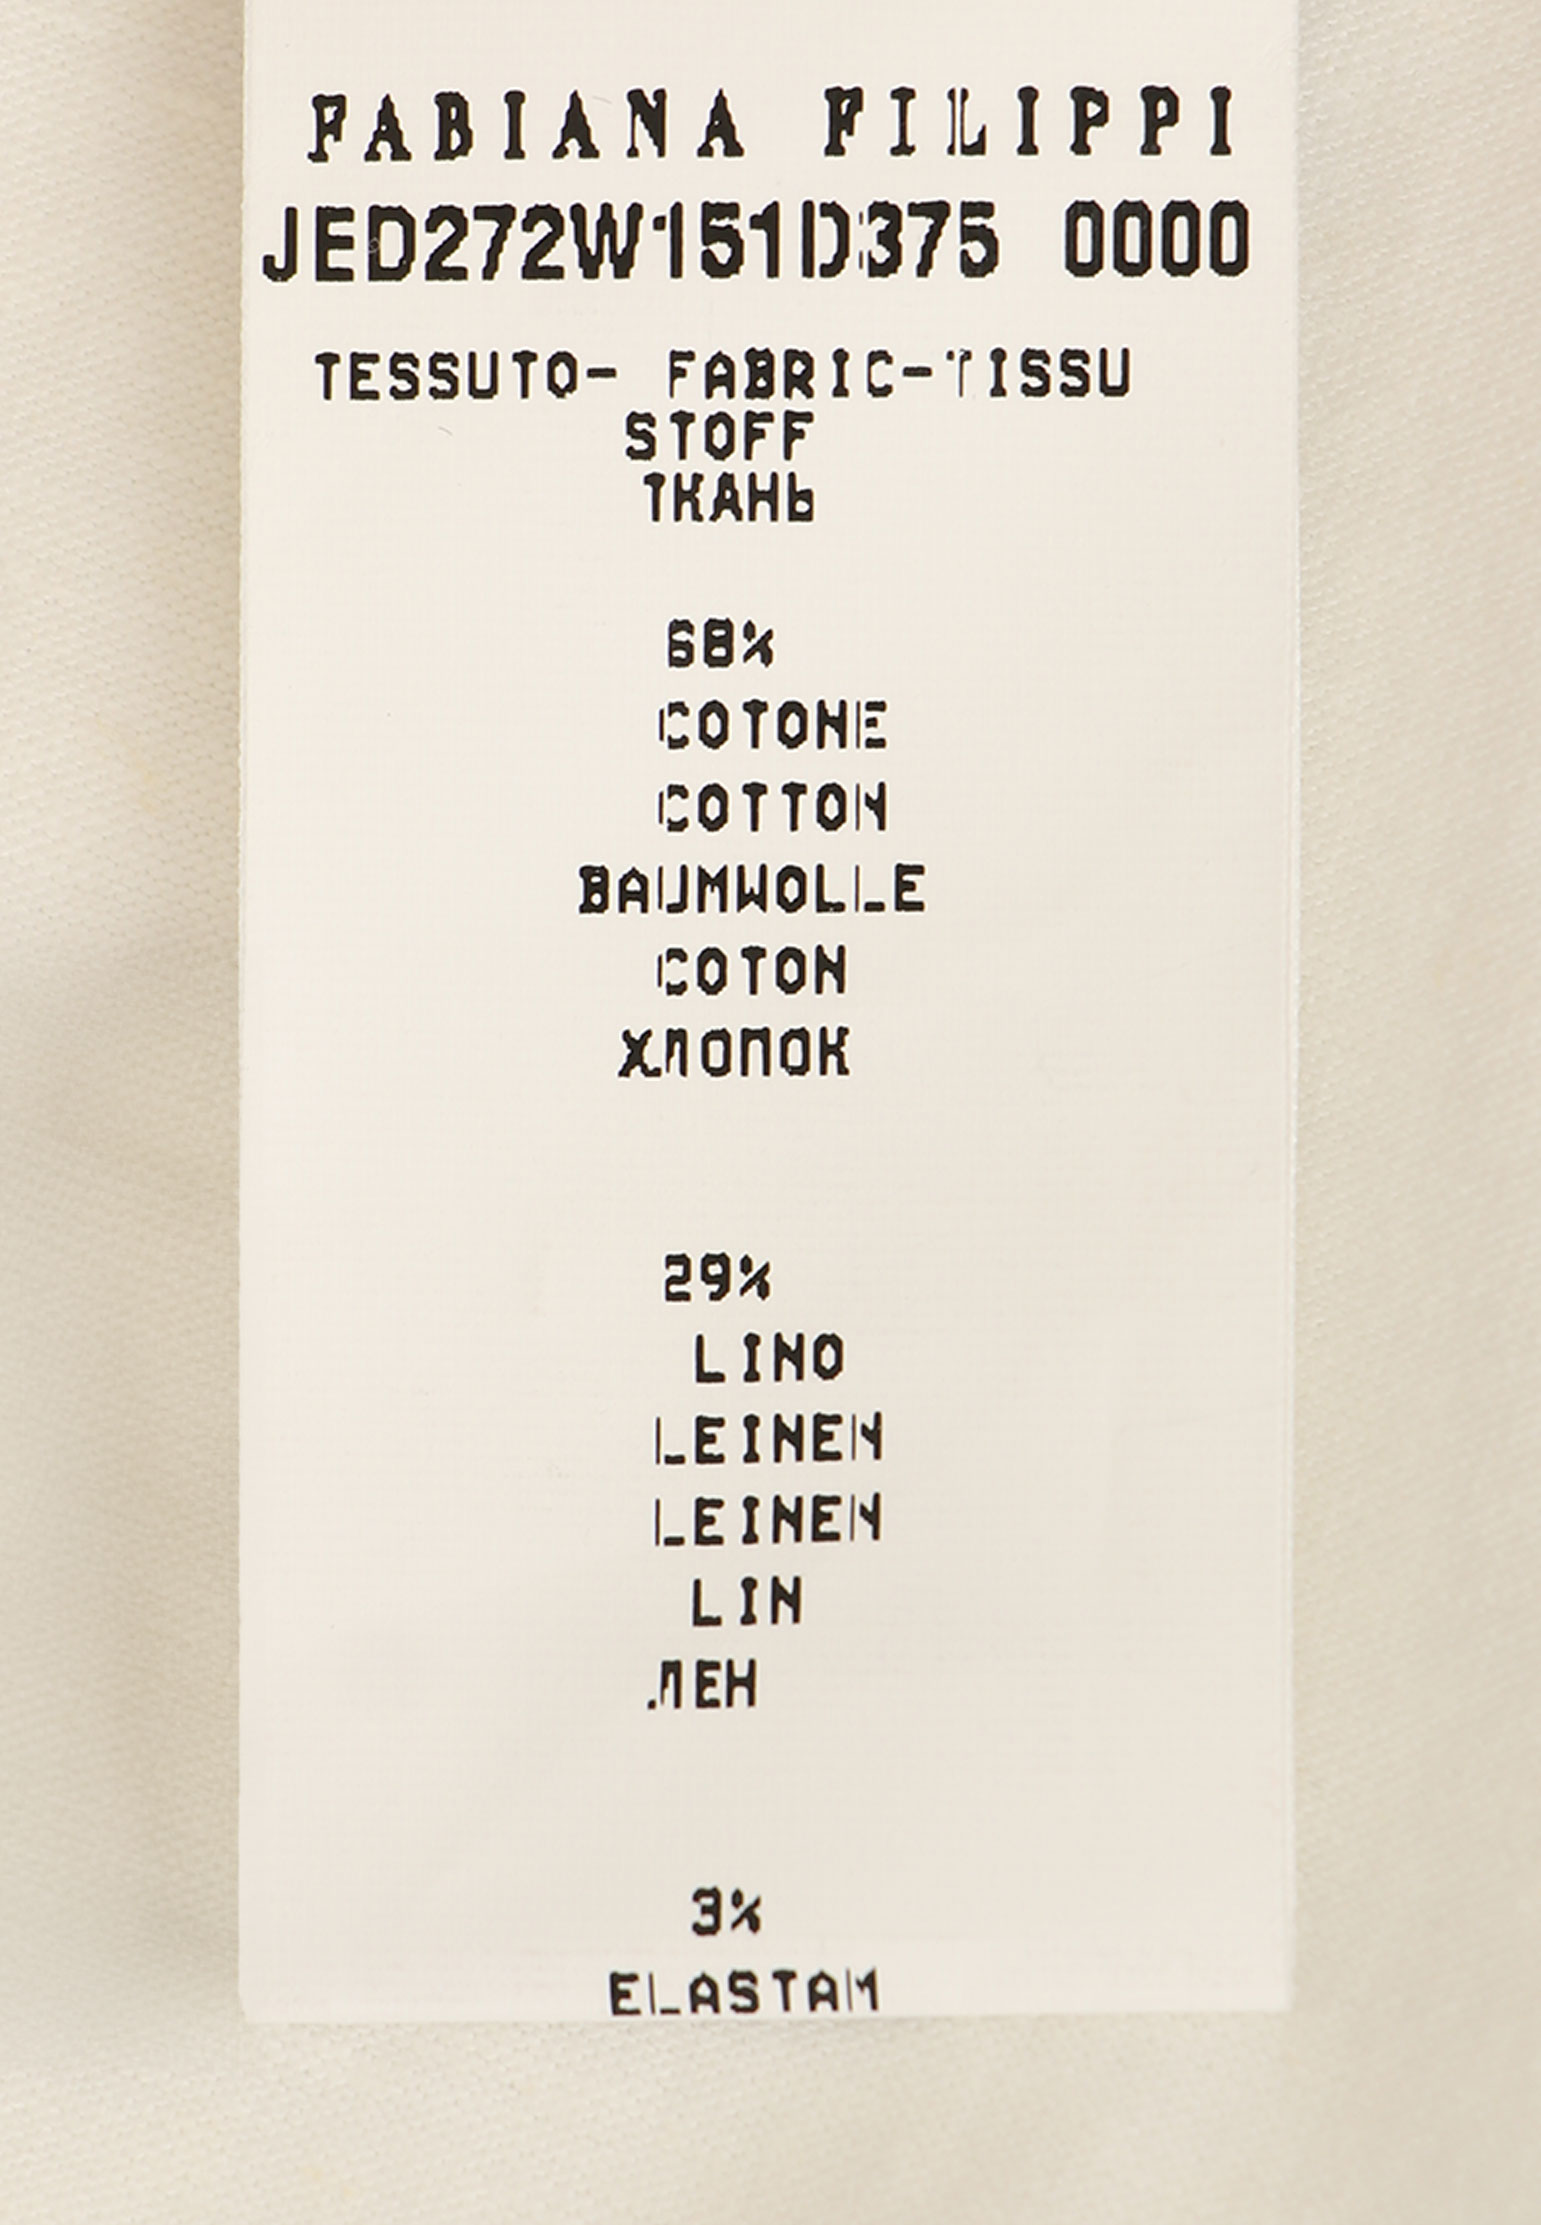 FABIANA FILIPPI
JED272W151D375 0000
TESSUTO- FABRIC-TISSU
STOFF
ТКАНЬ
68%
COTONE
COTTON
BAUMWOLLE
COTON
ХЛОПОК
29%
LINO
LEINEN
LEINEN
LIN
ЛЕН
3%
ELASTAM